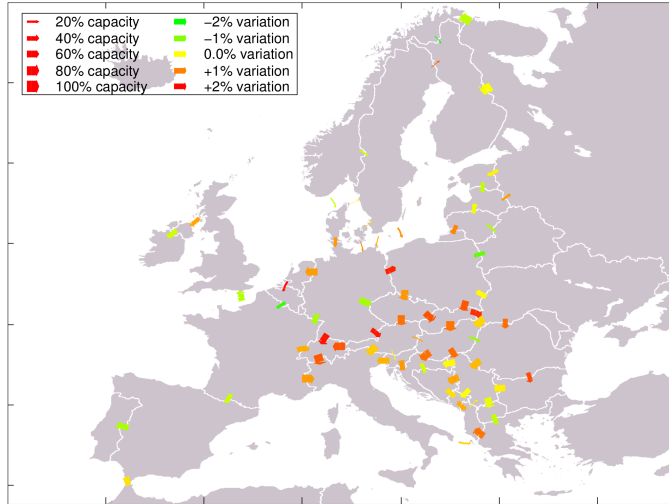 20% capacity −2% variation
40% capacity −1% variation
60% capacity 0.0% variation
80% capacity +1% variation
100% capacity +2% variation